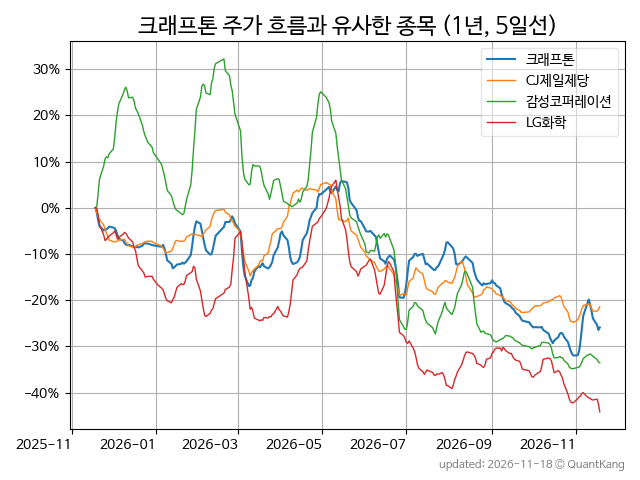 크래프톤 주가 흐름과 유사한 종목 (1년, 5일선)
크래프톤
CJ제일제당
감성코퍼레이션
LG화학
30%
20%
10%
0%
−10%
−20%
−30%
−40%
2025−11
2026−01
2026−03
2026−05
2026−07
2026−09
2026−11
updated: 2026-11-18 © QuantKang